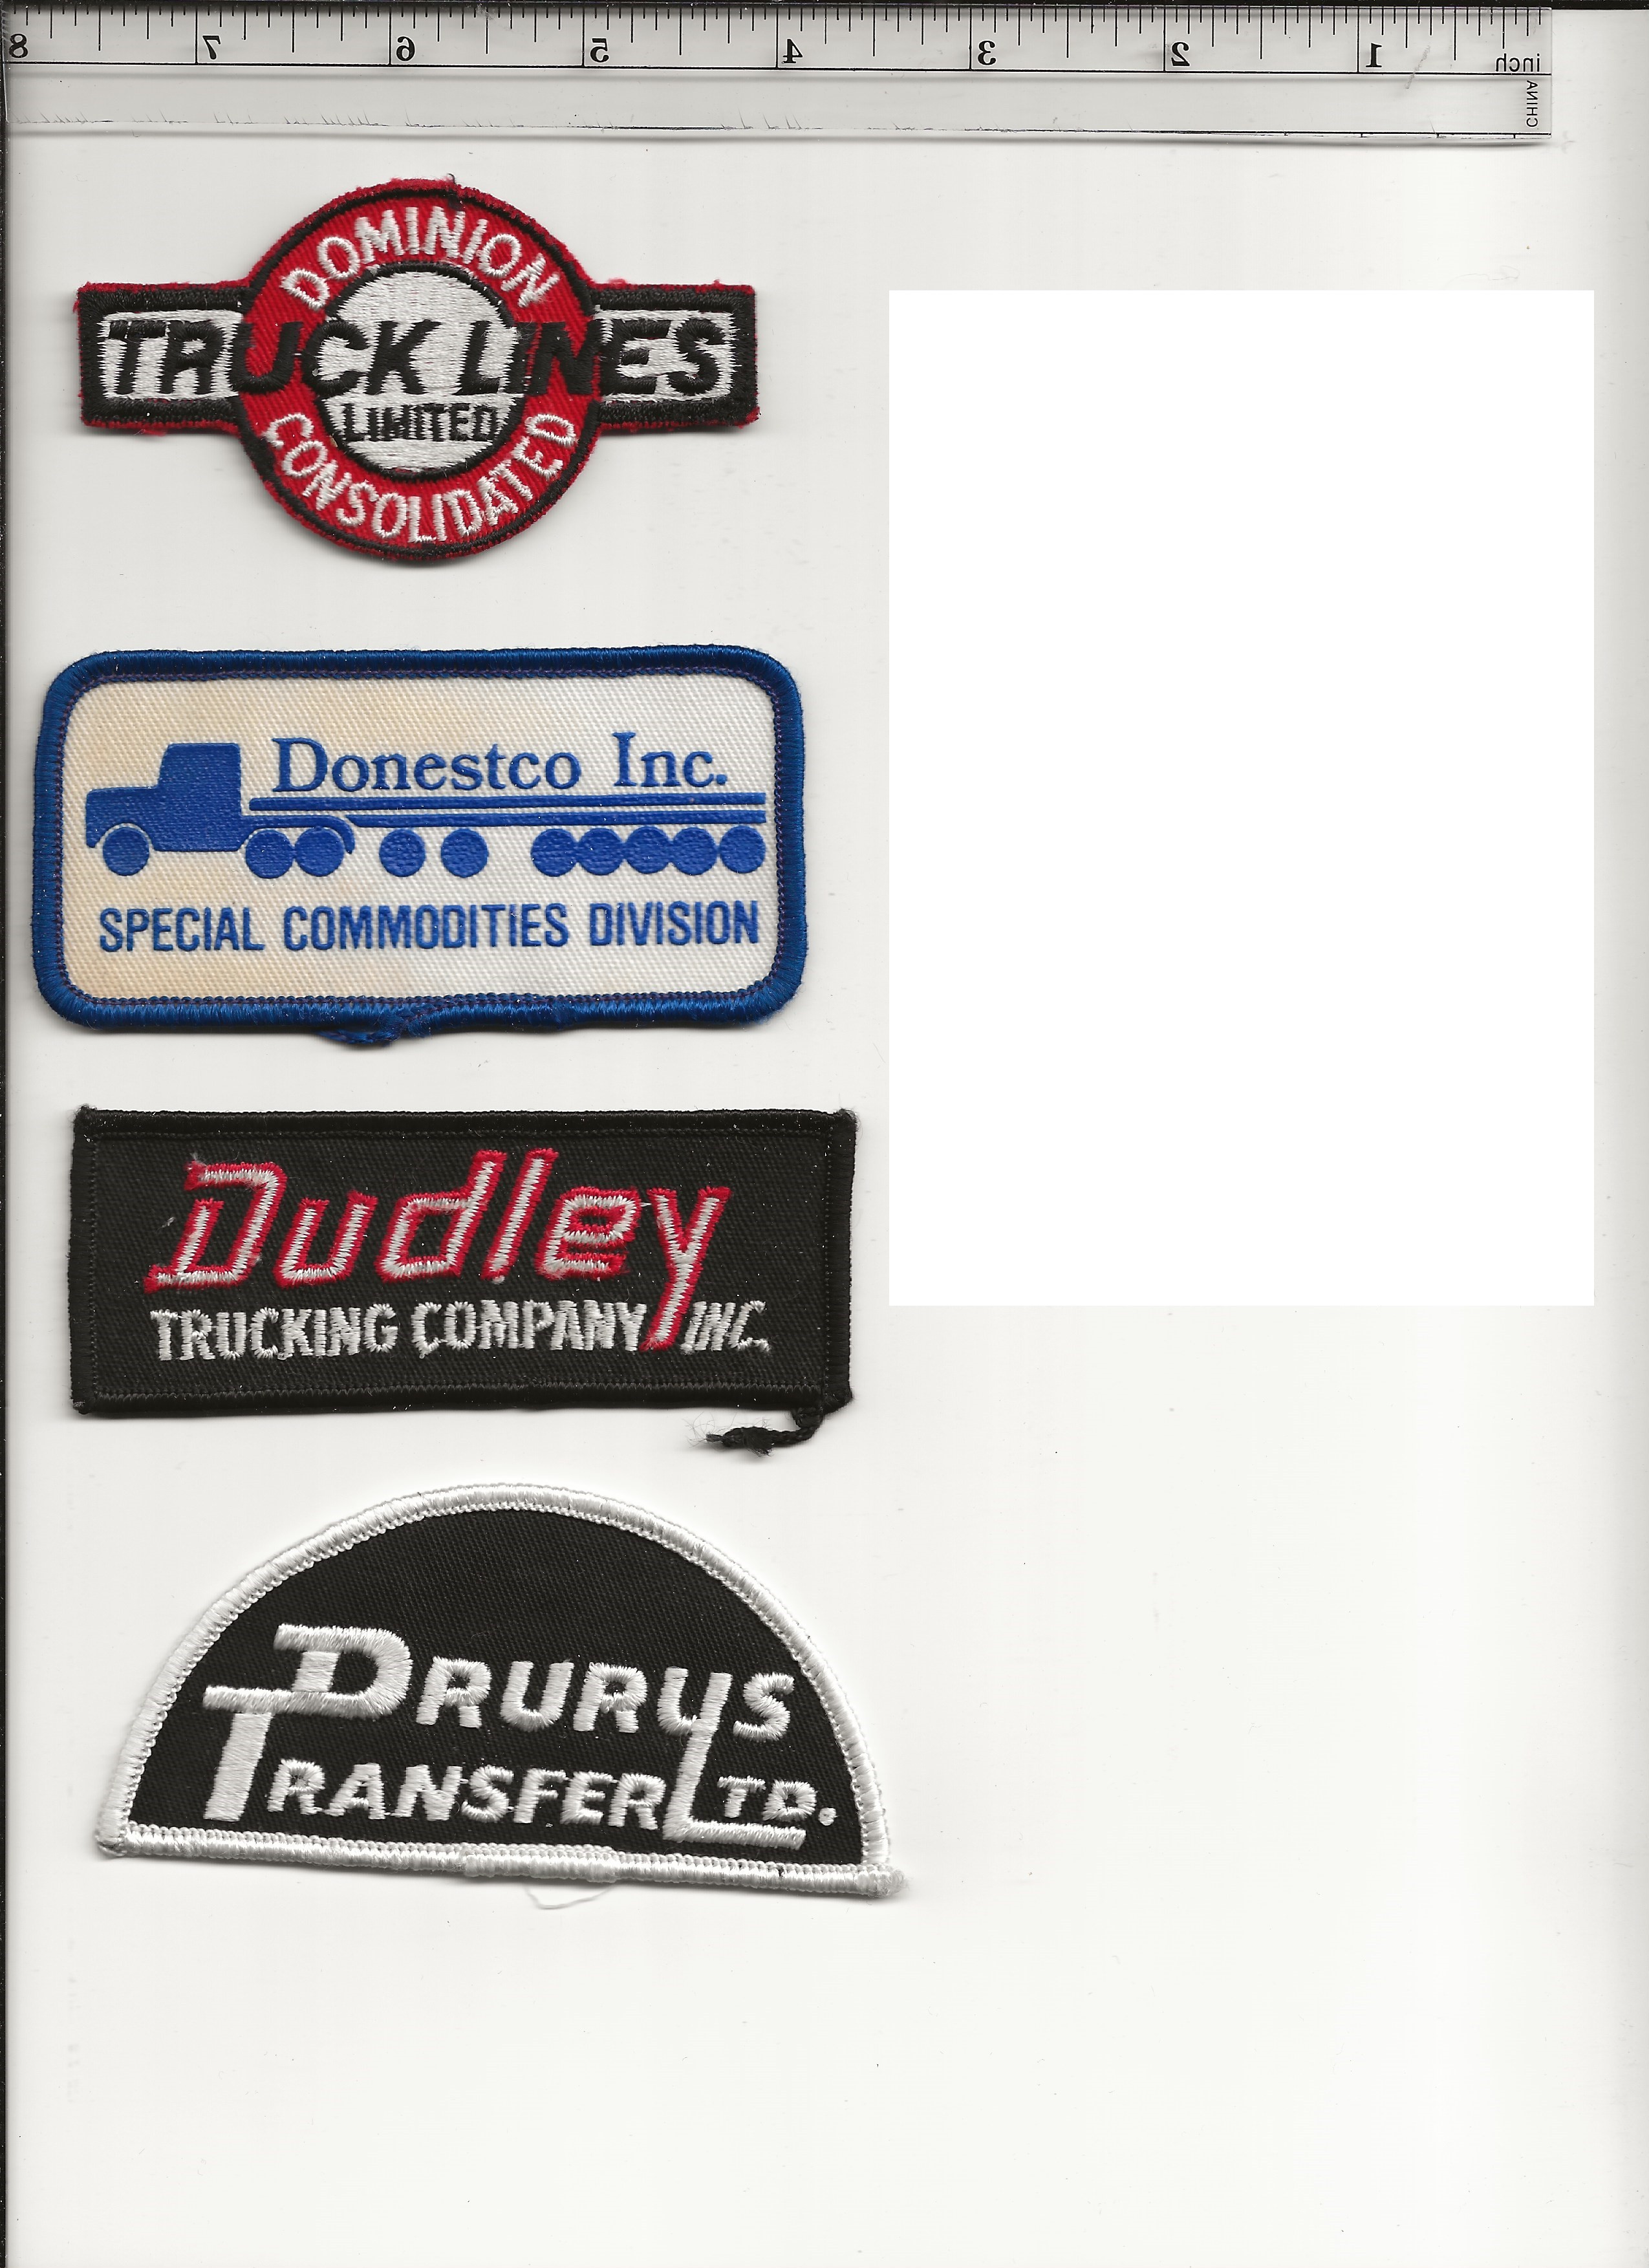 8 7 6 5 4 3 2 1 inch
CHINA
DOMINION
TRUCK LINES
LIMITED
CONSOLIDATED
Donestco Inc.
SPECIAL COMMODITIES DIVISION
Dudley
TRUCKING COMPANY INC.
DRURYS
TRANSFER LTD.